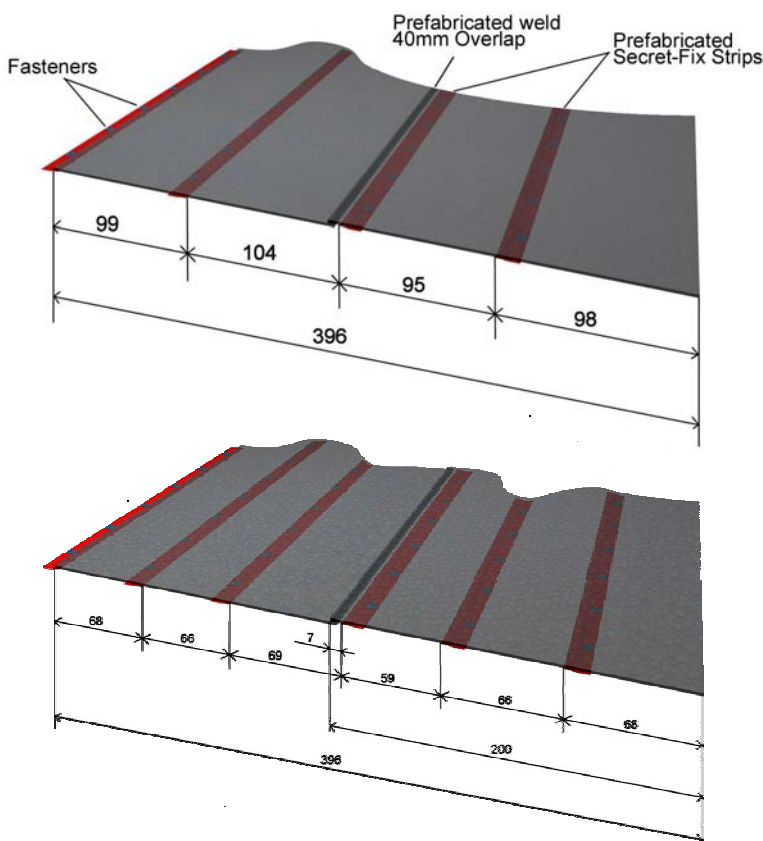 Prefabricated weld
40mm Overlap
Prefabricated
Secret-Fix Strips
Fasteners
99
104
95
98
396
68
66
7
69
59
66
68
200
396